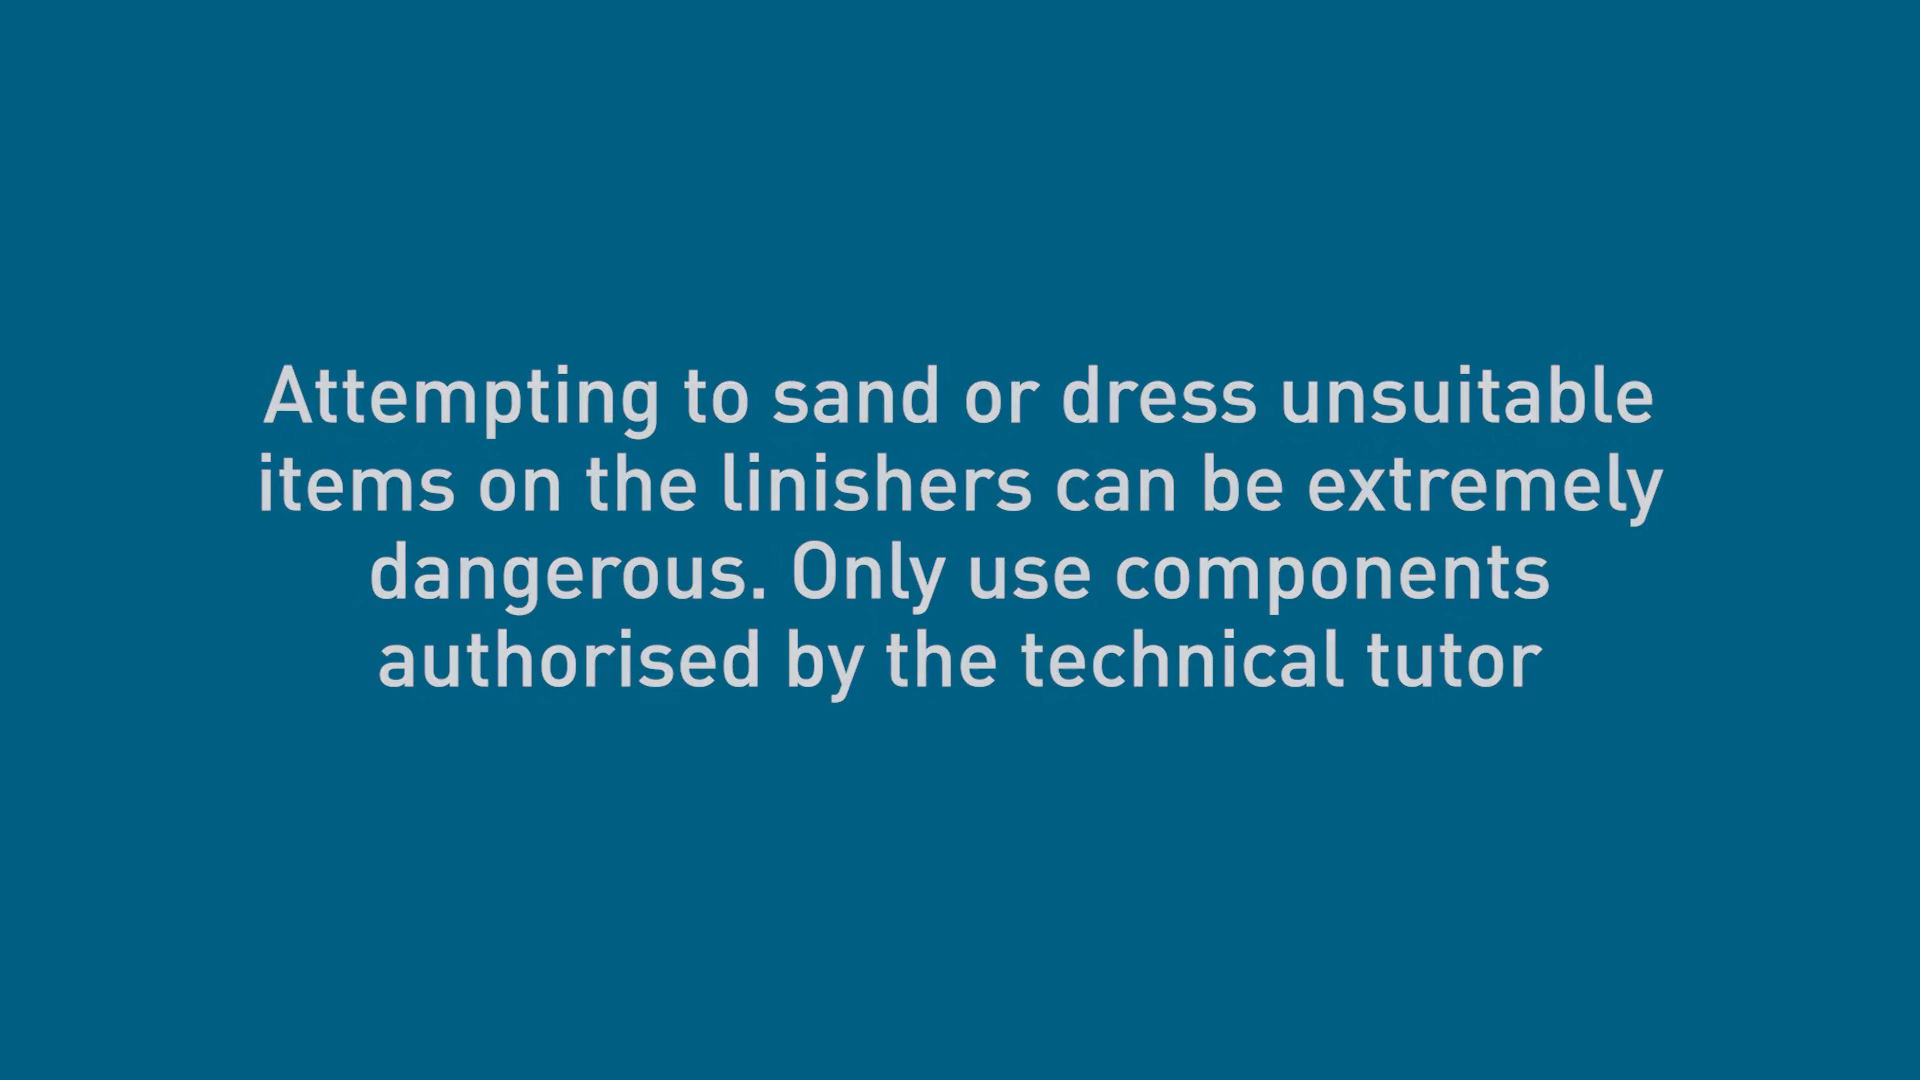 Attempting to sand or dress unsuitable
items on the linishers can be extremely
dangerous. Only use components
authorised by the technical tutor